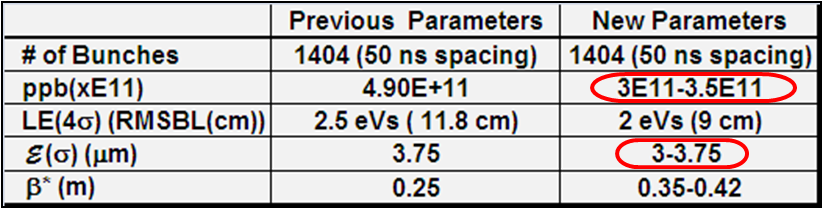 Previous Parameters New Parameters
# of Bunches 1404 (50 ns spacing) 1404 (50 ns spacing)
ppb(xE11) 4.90E+11 3E11-3.5E11
LE(4σ) (RMSBL(cm)) 2.5 eVs ( 11.8 cm) 2 eVs (9 cm)
ℰ(σ) (μm) 3.75 3-3.75
β* (m) 0.25 0.35-0.42